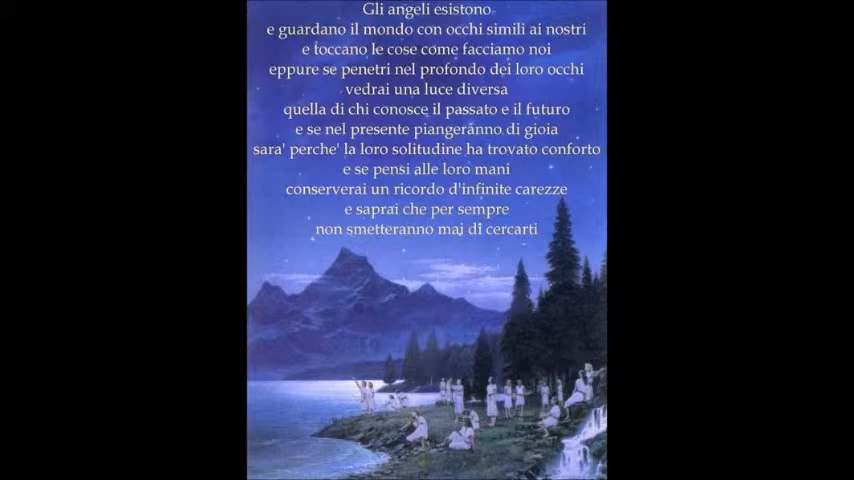 Gli angeli esistono
e guardano il mondo con occhi simili ai nostri
e toccano le cose come facciamo noi
eppure se penetri nel profondo dei loro occhi
vedrai una luce diversa
quella di chi conosce il passato e il futuro
e se nel presente piangeranno di gioia
sara' perche' la loro solitudine ha trovato conforto
e se pensi alle loro mani
conserverai un ricordo d'infinite carezze
e saprai che per sempre
non smetteranno mai di cercarti